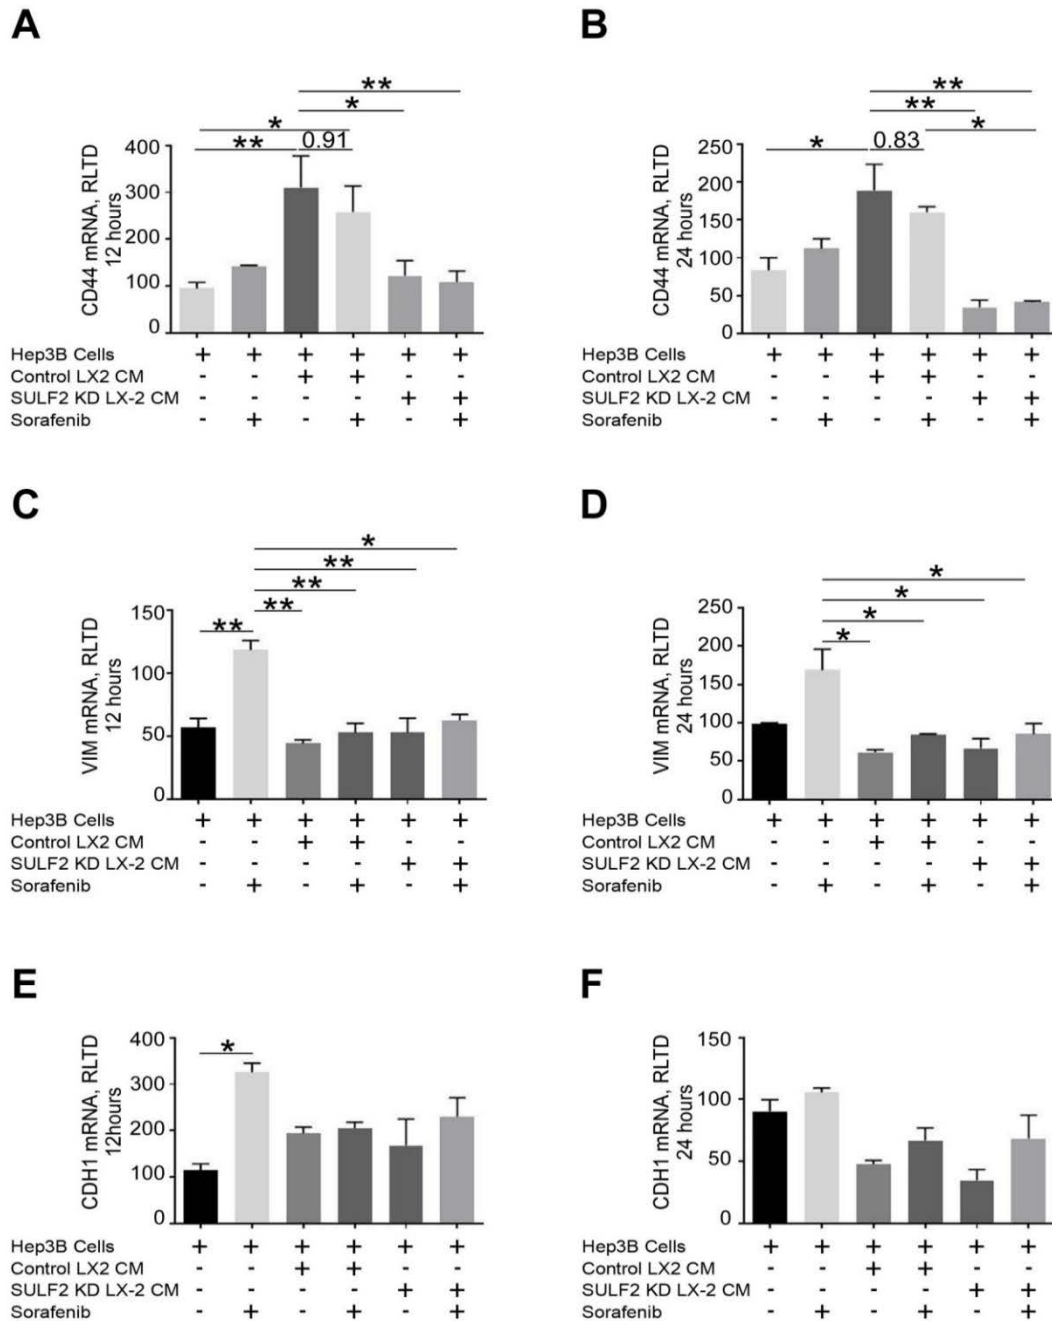 A
**
*
*
**
0.91
CD44 mRNA, RLTD
12 hours
400
300
200
100
0
Hep3B Cells + + + + + +
Control LX2 CM - - + + - -
SULF2 KD LX-2 CM - - - - + +
Sorafenib - + - + - +
B
**
**
*
*
0.83
CD44 mRNA, RLTD
24 hours
250
200
150
100
50
0
Hep3B Cells + + + + + +
Control LX2 CM - - + + - -
SULF2 KD LX-2 CM - - - - + +
Sorafenib - + - + - +
C
*
**
**
**
**
VIM mRNA, RLTD
12 hours
150
100
50
0
Hep3B Cells + + + + + +
Control LX2 CM - - + + - -
SULF2 KD LX-2 CM - - - - + +
Sorafenib - + - + - +
D
*
*
*
*
VIM mRNA, RLTD
24 hours
250
200
150
100
50
0
Hep3B Cells + + + + + +
Control LX2 CM - - + + - -
SULF2 KD LX-2 CM - - - - + +
Sorafenib - + - + - +
E
*
CDH1 mRNA, RLTD
12hours
400
300
200
100
0
Hep3B Cells + + + + + +
Control LX2 CM - - + + - -
SULF2 KD LX-2 CM - - - - + +
Sorafenib - + - + - +
F
CDH1 mRNA, RLTD
24 hours
150
100
50
0
Hep3B Cells + + + + + +
Control LX2 CM - - + + - -
SULF2 KD LX-2 CM - - - - + +
Sorafenib - + - + - +